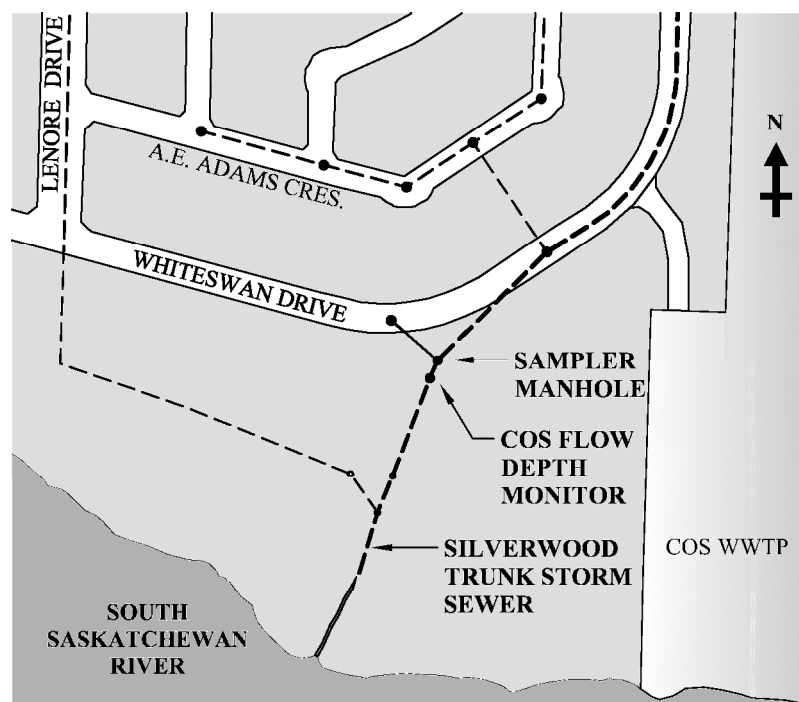 LENORE DRIVE
N
A.E. ADAMS CRES.
WHITESWAN DRIVE
SAMPLER
MANHOLE
COS FLOW
DEPTH
MONITOR
SILVERWOOD
TRUNK STORM
SEWER
COS WWTP
SOUTH
SASKATCHEWAN
RIVER